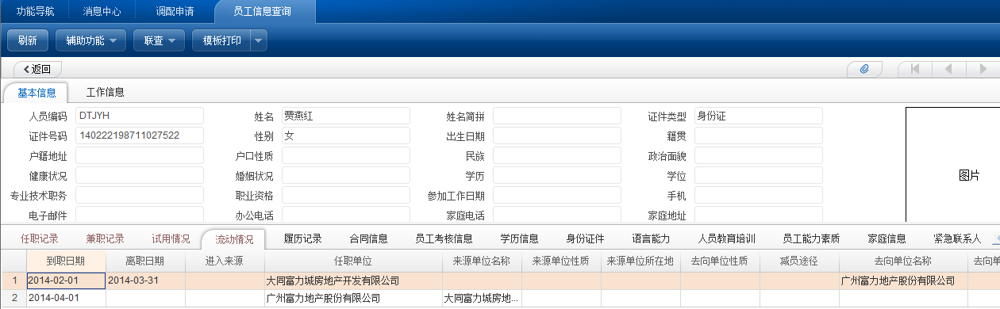 功能导航 消息中心 调配申请 员工信息查询
刷新 辅助功能 联查 模板打印
返回
基本信息 工作信息
人员编码 DTJYH 姓名 贾燕红 姓名简拼 证件类型 身份证
证件号码 140222198711027522 性别 女 出生日期 籍贯
户籍地址 户口性质 民族 政治面貌
健康状况 婚姻状况 学历 学位 图片
专业技术职务 职业资格 参加工作日期 手机
电子邮件 办公电话 家庭电话 家庭地址
任职记录 兼职记录 试用情况 流动情况 履历记录 合同信息 员工考核信息 学历信息 身份证件 语言能力 人员教育培训 员工能力素质 家庭信息 紧急联系人
到职日期 离职日期 进入来源 任职单位 来源单位名称 来源单位性质 来源单位所在地 去向单位性质 减员途径 去向单位名称 去向单
1 2014-02-01 2014-03-31 大同富力城房地产开发有限公司 广州富力地产股份有限公司
2 2014-04-01 广州富力地产股份有限公司 大同富力城房地...